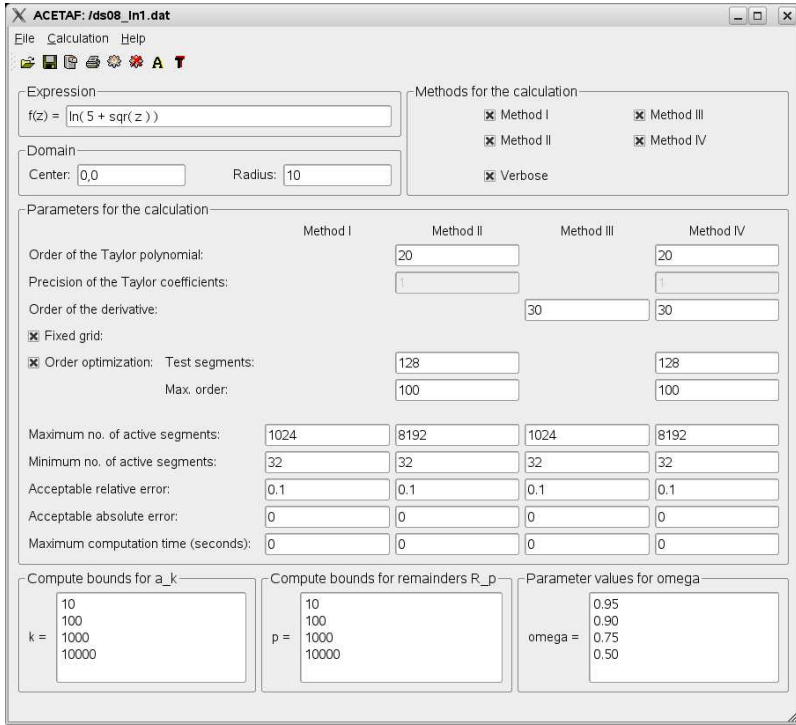 ACETAF: /ds08_ln1.dat
File Calculation Help
A T
Expression
f(z) = ln( 5 + sqr( z ) )
Methods for the calculation
Method I Method III
Method II Method IV
Verbose
Domain
Center: 0,0 Radius: 10
Parameters for the calculation
Method I Method II Method III Method IV
Order of the Taylor polynomial: 20 20
Precision of the Taylor coefficients: 1 1
Order of the derivative: 30 30
Fixed grid:
Order optimization: Test segments: 128 128
Max. order: 100 100
Maximum no. of active segments: 1024 8192 1024 8192
Minimum no. of active segments: 32 32 32 32
Acceptable relative error: 0.1 0.1 0.1 0.1
Acceptable absolute error: 0 0 0 0
Maximum computation time (seconds): 0 0 0 0
Compute bounds for a_k
k =
10
100
1000
10000
Compute bounds for remainders R_p
p =
10
100
1000
10000
Parameter values for omega
omega =
0.95
0.90
0.75
0.50